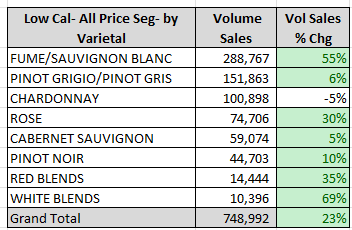 Low Cal- All Price Seg- by Varietal Volume Sales Vol Sales % Chg
FUME/SAUVIGNON BLANC 288,767 55%
PINOT GRIGIO/PINOT GRIS 151,863 6%
CHARDONNAY 100,898 -5%
ROSE 74,706 30%
CABERNET SAUVIGNON 59,074 5%
PINOT NOIR 44,703 10%
RED BLENDS 14,444 35%
WHITE BLENDS 10,396 69%
Grand Total 748,992 23%